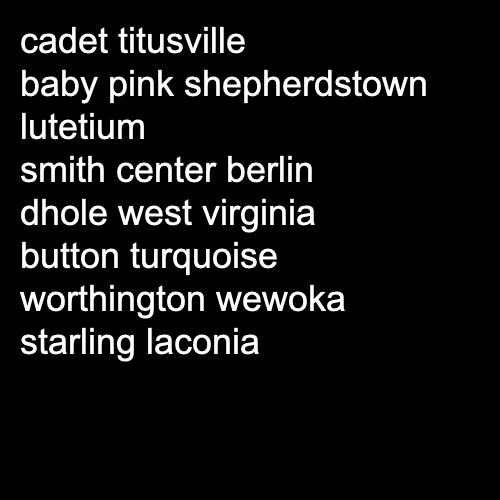 cadet titusville
baby pink shepherdstown
lutetium
smith center berlin
dhole west virginia
button turquoise
worthington wewoka
starling laconia